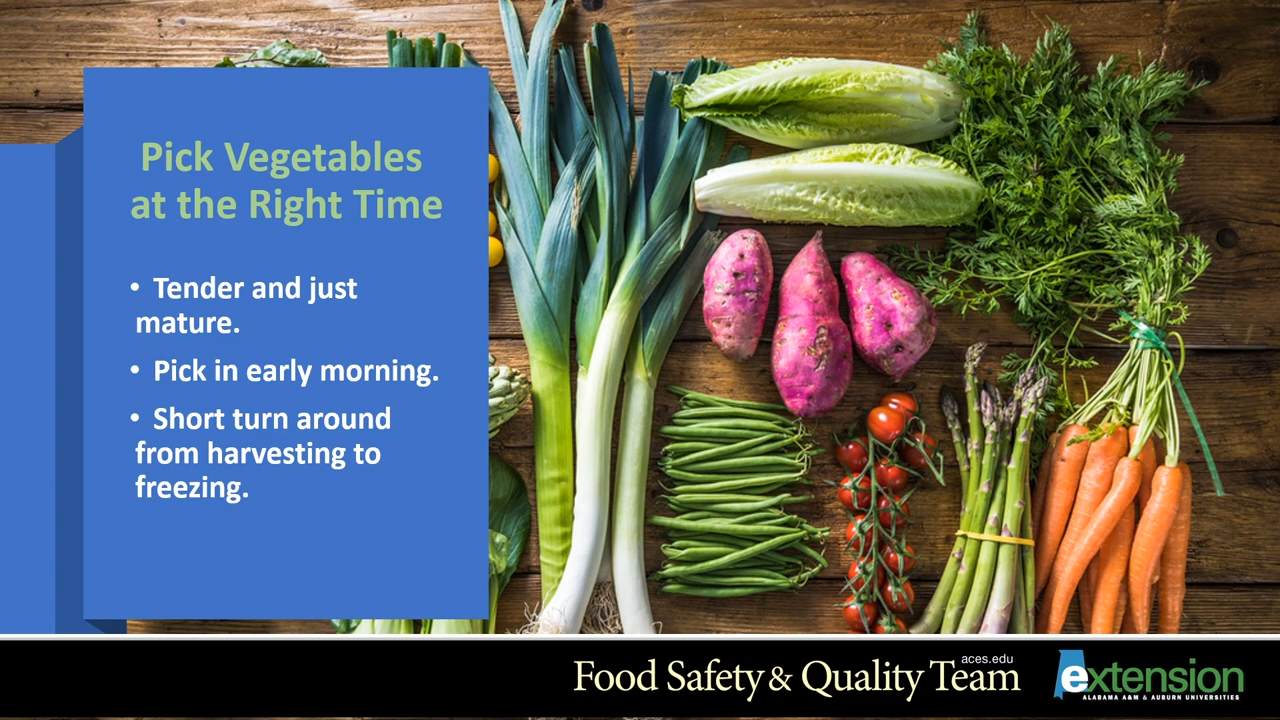 Pick Vegetables
at the Right Time
• Tender and just
mature.
• Pick in early morning.
• Short turn around
from harvesting to
freezing.
aces.edu
Food Safety & Quality Team
extension
ALABAMA A&M & AUBURN UNIVERSITIES